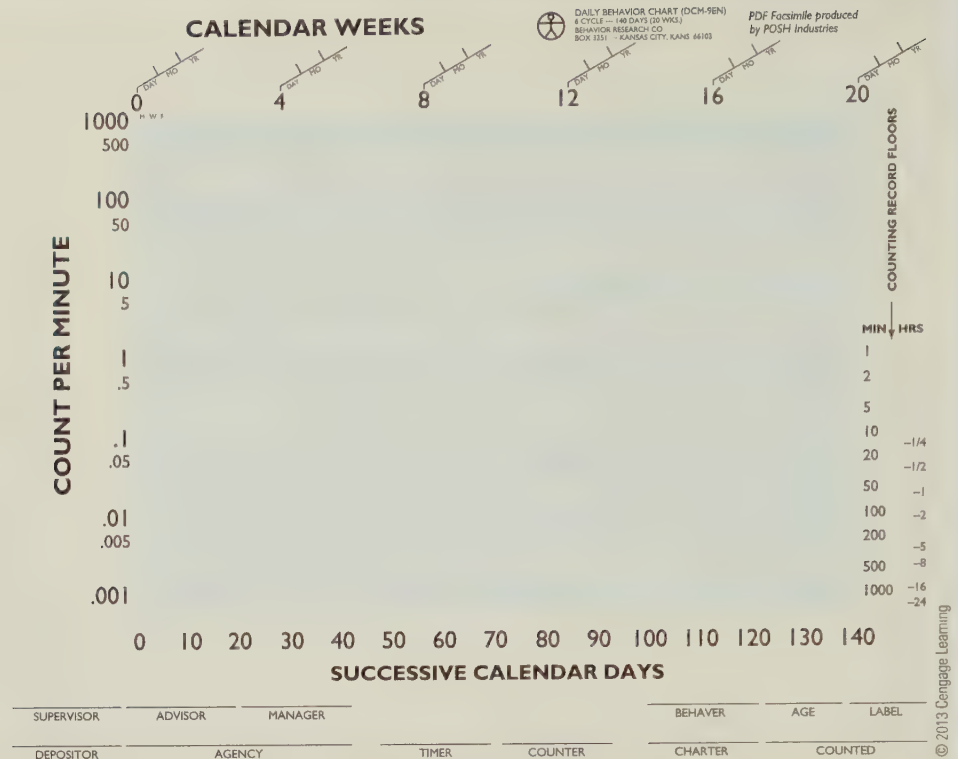 CALENDAR WEEKS
DAILY BEHAVIOR CHART (DCM-9EN)
6 CYCLE — 140 DAYS (20 WKS.)
BEHAVIOR RESEARCH CO
BOX 3351 - KANSAS CITY, KANS 66103
PDF Facsimile produced
by POSH Industries
DAY MO YR DAY MO YR DAY MO YR DAY MO YR DAY MO YR DAY MO YR
0 4 8 12 16 20
M W F
COUNT PER MINUTE
1000
500
100
50
10
5
1
.5
.1
.05
.01
.005
.001
COUNTING RECORD FLOORS
MIN HRS
1
2
5
10
-1/4
20
-1/2
50
-1
100
-2
200
-5
-8
500
-16
1000
-24
0 10 20 30 40 50 60 70 80 90 100 110 120 130 140
SUCCESSIVE CALENDAR DAYS
SUPERVISOR ADVISOR MANAGER BEHAVER AGE LABEL
DEPOSITOR AGENCY TIMER COUNTER CHARTER COUNTED
© 2013 Cengage Learning